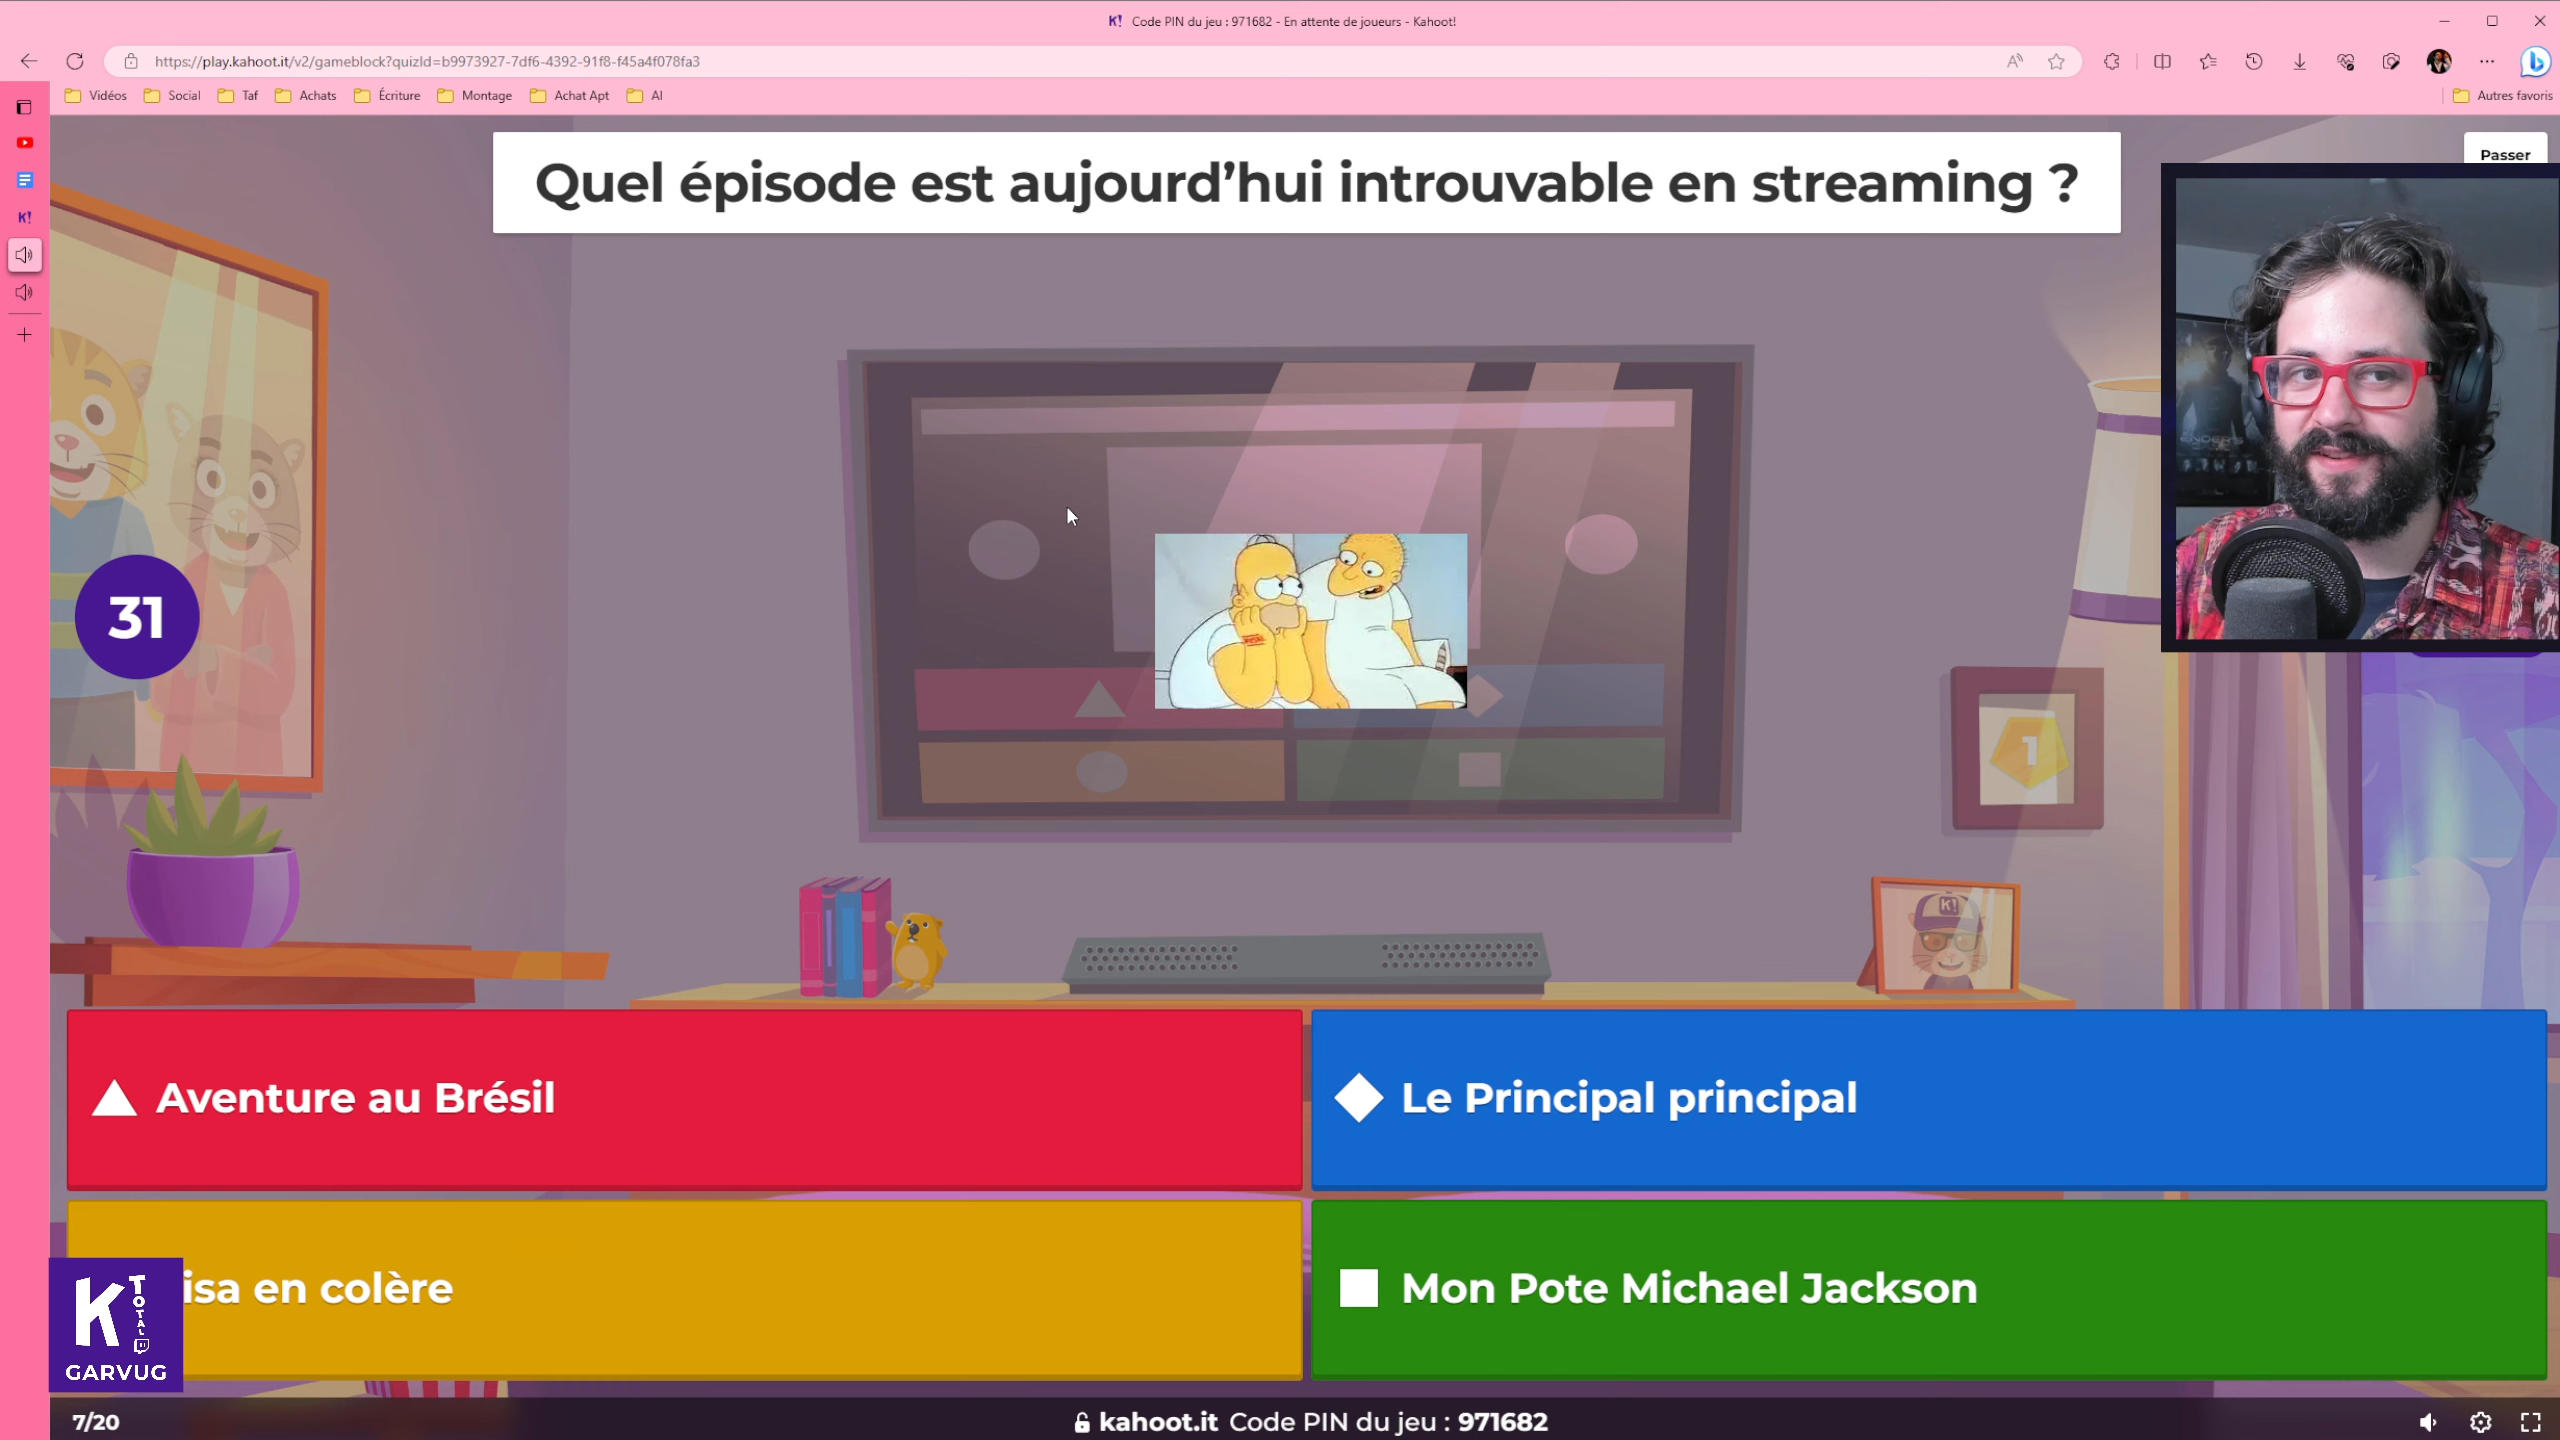 Code PIN du jeu : 971682 - En attente de joueurs - Kahoot!
https://play.kahoot.it/v2/gameblock?quizId=b9973927-7df6-4392-91f8-f45a4f078fa3
Vidéos Social Taf Achats Écriture Montage Achat Apt AI Autres favoris
Quel épisode est aujourd’hui introuvable en streaming ?
Passer
31
1
K!
Aventure au Brésil
Le Principal principal
isa en colère
Mon Pote Michael Jackson
K TOTAL
GARVUG
7/20
kahoot.it Code PIN du jeu : 971682